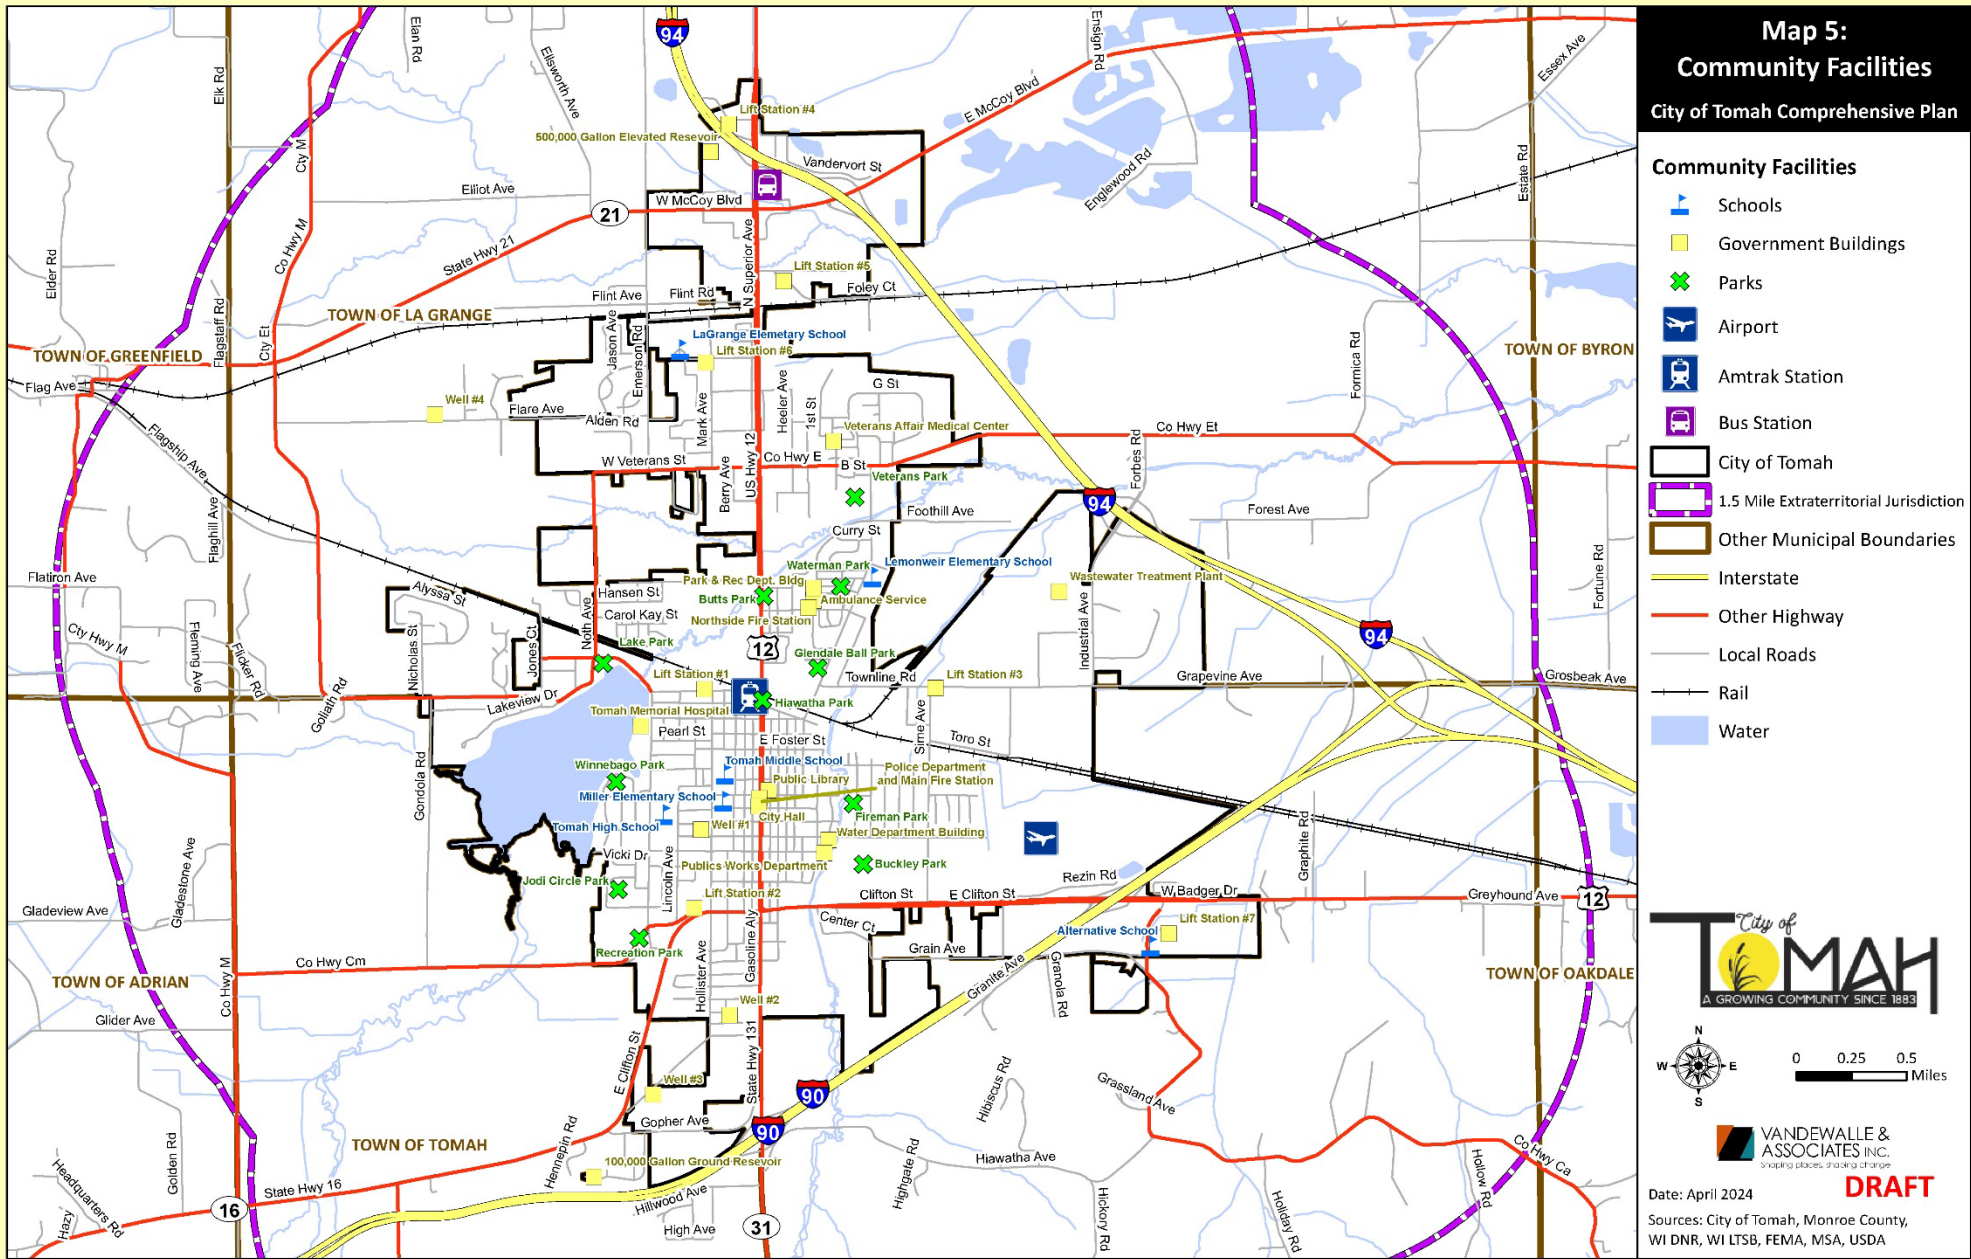 Map 5:
Community Facilities
City of Tomah Comprehensive Plan
Community Facilities
Schools
Government Buildings
Parks
Airport
Amtrak Station
Bus Station
City of Tomah
1.5 Mile Extraterritorial Jurisdiction
Other Municipal Boundaries
Interstate
Other Highway
Local Roads
Rail
Water
City of
TOMAH
A GROWING COMMUNITY SINCE 1883
N
W
E
S
0 0.25 0.5
Miles
VANDEWALLE &
ASSOCIATES INC.
Shaping places, shaping change
DRAFT
Date: April 2024
Sources: City of Tomah, Monroe County,
WI DNR, WI LTSB, FEMA, MSA, USDA
94
Elk Rd
Elan Rd
Ellsworth Ave
Ensign Rd
Essex Ave
E McCoy Blvd
Lift Station #4
500,000 Gallon Elevated Resevoir
Cty M
Vandervort St
Englewood Rd
Estate Rd
Elliot Ave
W McCoy Blvd
21
Co Hwy M
State Hwy 21
N Superior Ave
Elder Rd
Lift Station #5
Flint Ave
Flint Rd
Foley Ct
Flagstaff Rd
TOWN OF LA GRANGE
Cty Et
Jason Ave
Emerson Rd
LaGrange Elemetary School
Lift Station #6
TOWN OF GREENFIELD
TOWN OF BYRON
Formica Rd
Flag Ave
Heeler Ave
1st St
G St
Well #4
Flare Ave
Alden Rd
Mark Ave
Veterans Affair Medical Center
Co Hwy Et
Flagship Ave
US Hwy 12
W Veterans St
Co Hwy E
B St
Berry Ave
Forbes Rd
Veterans Park
94
Foothill Ave
Forest Ave
Flaghill Ave
Curry St
Fortune Rd
Waterman Park
Lemonweir Elementary School
Flatiron Ave
Alyssa St
Park & Rec Dept. Bldg
Wastewater Treatment Plant
Hansen St
Butts Park
Ambulance Service
Noth Ave
Carol Kay St
Northside Fire Station
Industrial Ave
94
Cty Hwy M
Fleming Ave
Flicker Rd
Nicholas St
Jones Ct
Lake Park
12
Glendale Ball Park
Townline Rd
Lift Station #1
Lift Station #3
Grapevine Ave
Grosbeak Ave
Goliath Rd
Lakeview Dr
Tomah Memorial Hospital
Hiawatha Park
Sime Ave
Pearl St
E Foster St
Toro St
Gondola Rd
Tomah Middle School
Winnebago Park
Public Library
Police Department
and Main Fire Station
Miller Elementary School
City Hall
Fireman Park
Tomah High School
Well #1
Water Department Building
Graphite Rd
Vicki Dr
Publics Works Department
Buckley Park
Gladestone Ave
Lincoln Ave
Jodi Circle Park
Rezin Rd
Lift Station #2
Clifton St
E Clifton St
W Badger Dr
Greyhound Ave
12
Gladeview Ave
Center Ct
Lift Station #7
Alternative School
Gasoline Aly
Grain Ave
Recreation Park
Co Hwy Cm
Co Hwy M
Hollister Ave
Granite Ave
Granola Rd
TOWN OF ADRIAN
TOWN OF OAKDALE
Well #2
Glider Ave
State Hwy 131
E Clifton St
Well #3
90
Hibiscus Rd
Grassland Ave
Gopher Ave
90
TOWN OF TOMAH
Hennepin Rd
Golden Rd
Hiawatha Ave
Co Hwy Ca
100,000 Gallon Ground Resevoir
Highgate Rd
Hollow Rd
Headquarters Rd
State Hwy 16
Hillwood Ave
16
Hazy
High Ave
31
Hickory Rd
Holiday Rd